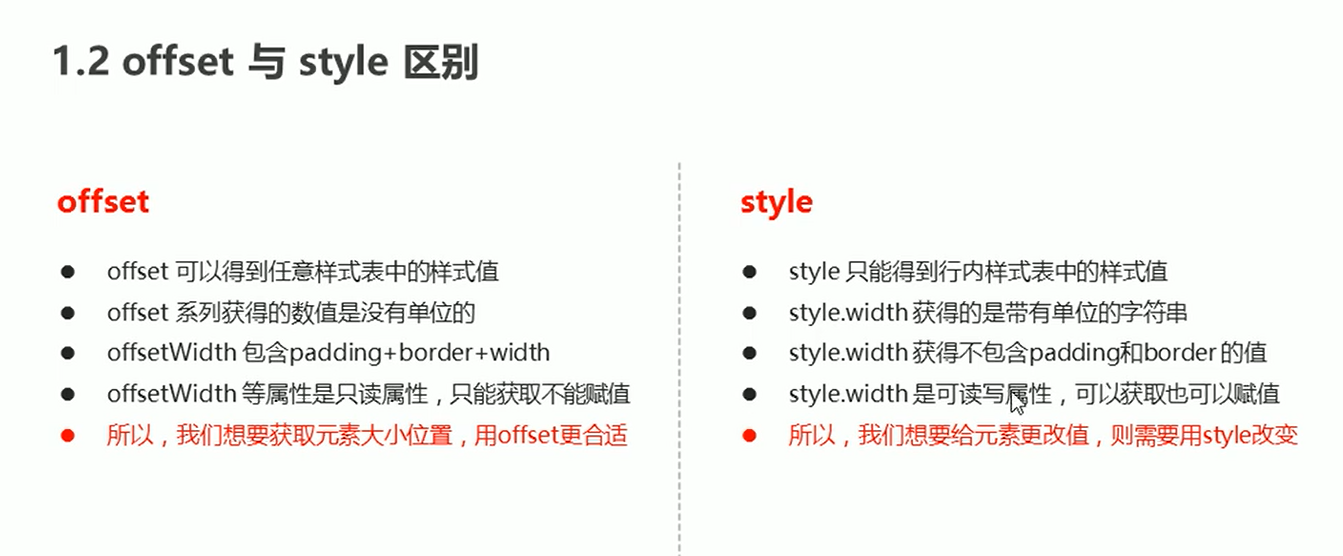 1.2 offset 与 style 区别
offset
● offset 可以得到任意样式表中的样式值
● offset 系列获得的数值是没有单位的
● offsetWidth 包含padding+border+width
● offsetWidth 等属性是只读属性，只能获取不能赋值
● 所以，我们想要获取元素大小位置，用offset更合适
style
● style 只能得到行内样式表中的样式值
● style.width 获得的是带有单位的字符串
● style.width 获得不包含padding和border 的值
● style.width 是可读写属性，可以获取也可以赋值
● 所以，我们想要给元素更改值，则需要用style改变